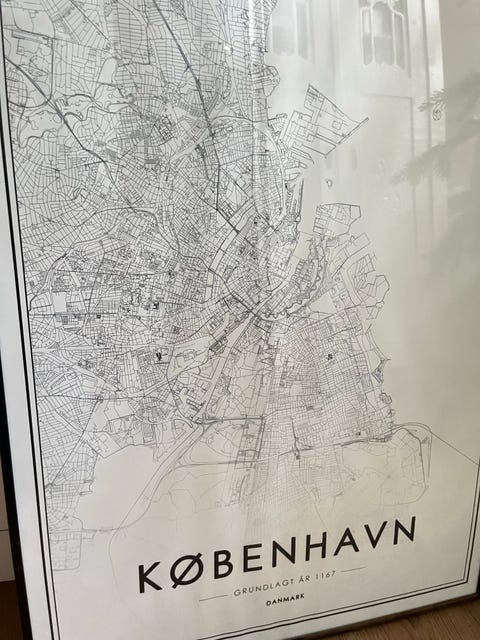 KØBENHAVN
GRUNDLAGT ÅR 1167
DANMARK